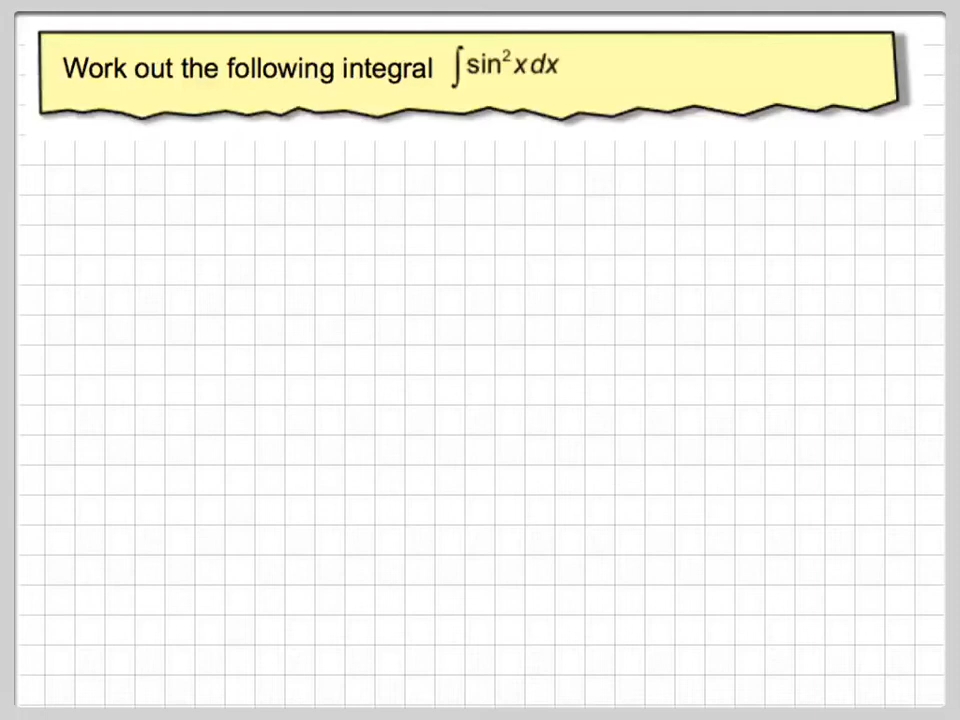 Work out the following integral ∫sin²x dx